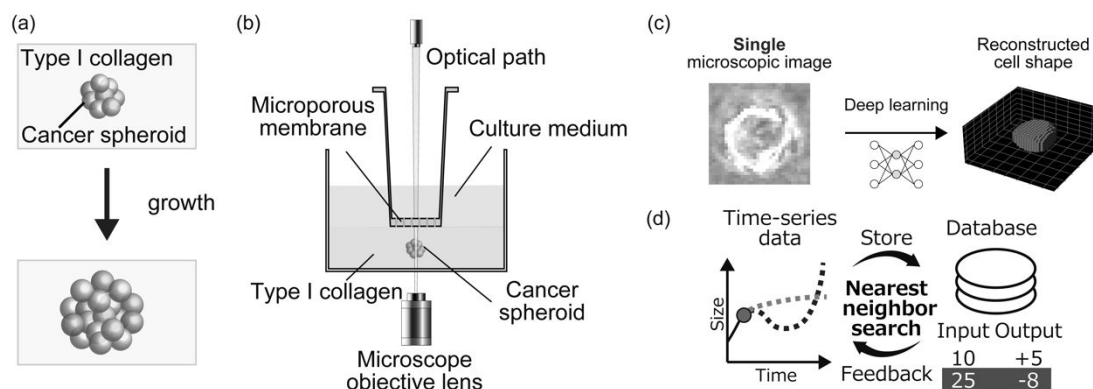 (a)
Type I collagen
Cancer spheroid
growth
(b)
Optical path
Microporous
membrane
Culture medium
Type I collagen
Cancer
spheroid
Microscope
objective lens
(c)
Single
microscopic image
Deep learning
Reconstructed
cell shape
(d)
Time-series
data
Size
Time
Store
Nearest
neighbor
search
Feedback
Database
Input Output
10 +5
25 -8